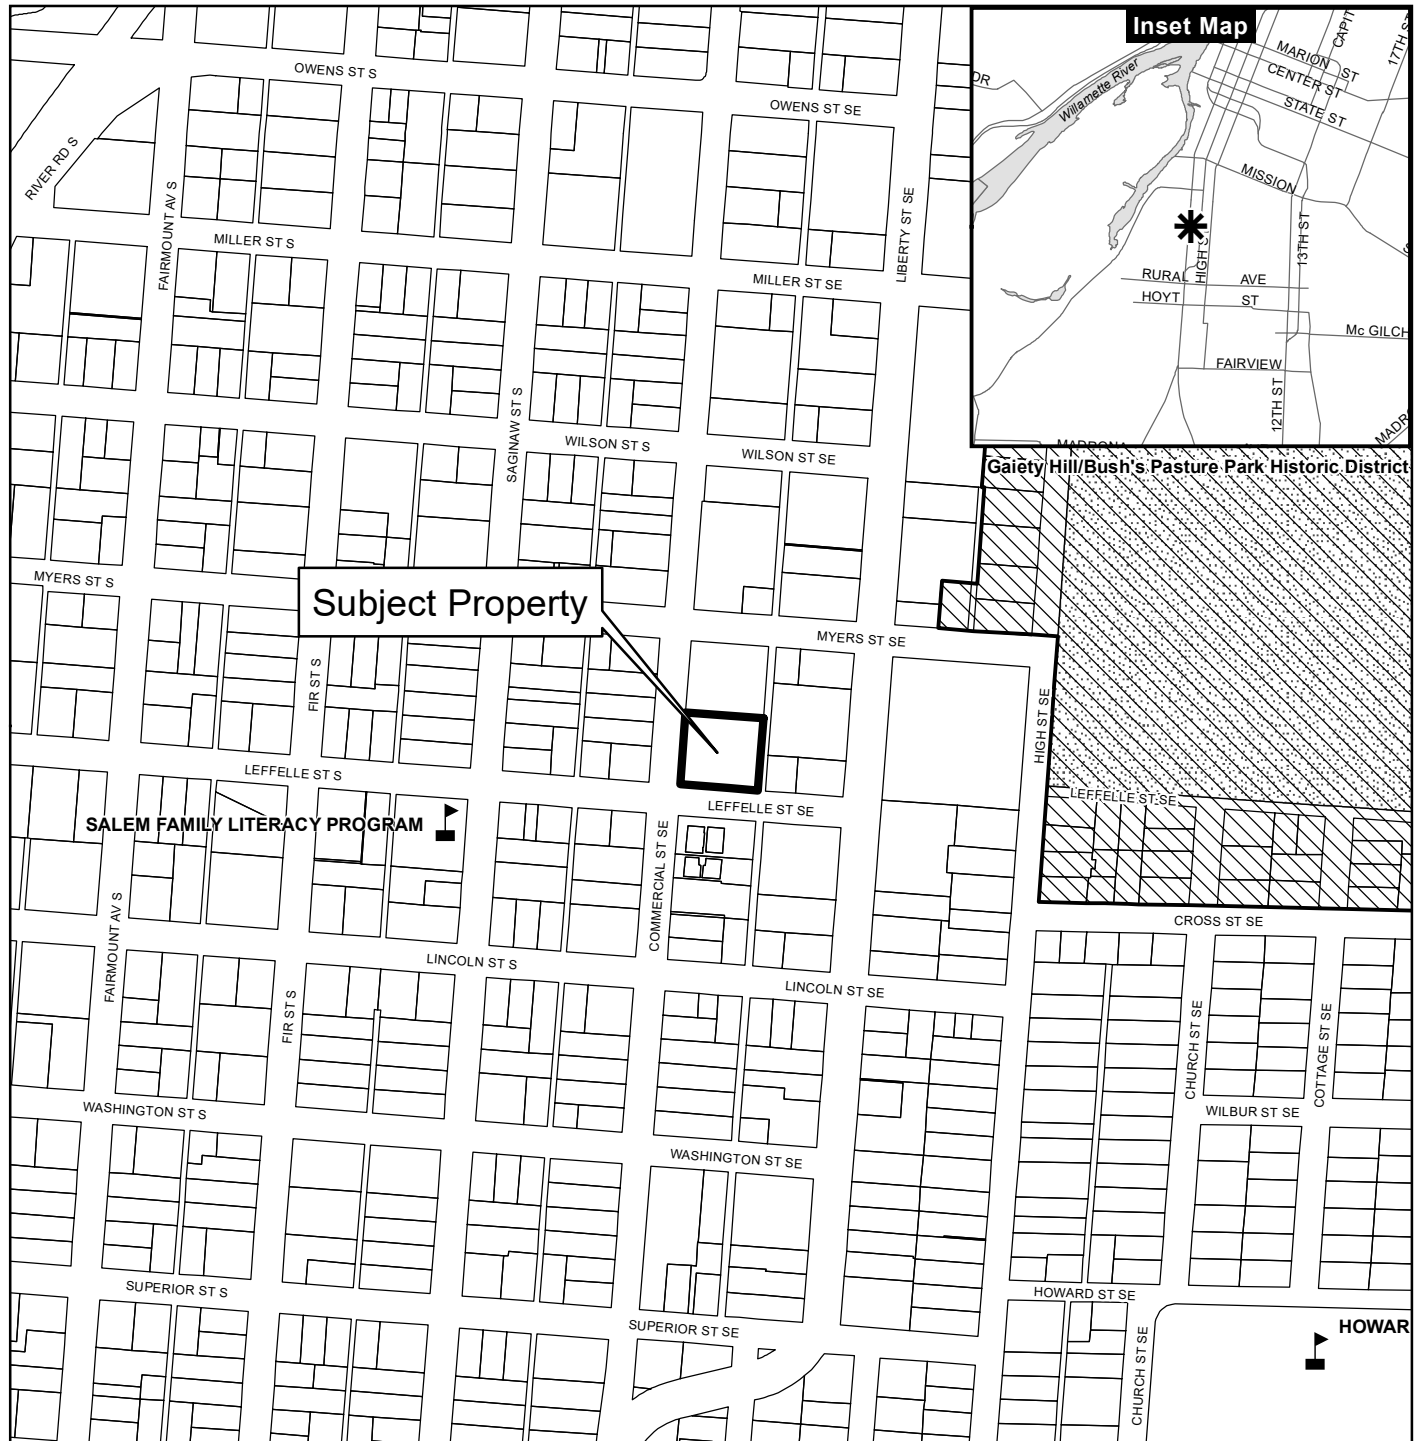 Inset Map
OWENS ST S
OWENS ST SE
RIVER RD S
FAIRMOUNT AV S
LIBERTY ST SE
MILLER ST S
MILLER ST SE
DR
Willamette River
MARION ST
CENTER ST
STATE ST
CAPIT
17TH ST
MISSION
HIGH S
13TH ST
RURAL AVE
HOYT ST
Mc GILCH
FAIRVIEW
12TH ST
MADRONA
MADR
SAGINAW ST S
WILSON ST S
WILSON ST SE
Gaiety Hill/Bush's Pasture Park Historic District
MYERS ST S
Subject Property
MYERS ST SE
FIR ST S
HIGH ST SE
LEFFELLE ST S
LEFFELLE ST SE
LEFFELLE ST SE
SALEM FAMILY LITERACY PROGRAM
COMMERCIAL ST SE
FAIRMOUNT AV S
CROSS ST SE
LINCOLN ST S
LINCOLN ST SE
FIR ST S
CHURCH ST SE
COTTAGE ST SE
WASHINGTON ST S
WILBUR ST SE
WASHINGTON ST SE
SUPERIOR ST S
HOWARD ST SE
SUPERIOR ST SE
HOWAR
CHURCH ST SE